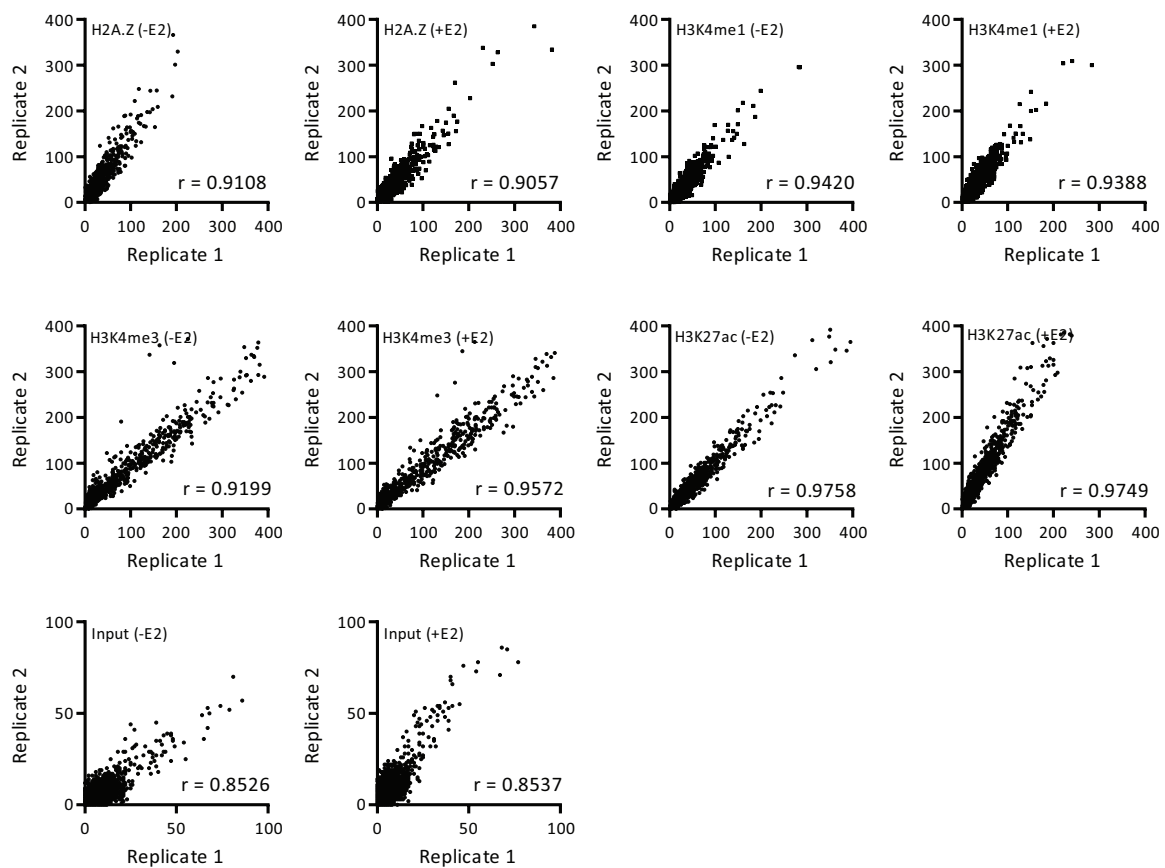 H2A.Z (-E2)
400
300
200
100
0
Replicate 2
r = 0.9108
0 100 200 300 400
Replicate 1
H2A.Z (+E2)
400
300
200
100
0
Replicate 2
r = 0.9057
0 100 200 300 400
Replicate 1
H3K4me1 (-E2)
400
300
200
100
0
Replicate 2
r = 0.9420
0 100 200 300 400
Replicate 1
H3K4me1 (+E2)
400
300
200
100
0
Replicate 2
r = 0.9388
0 100 200 300 400
Replicate 1
H3K4me3 (-E2)
400
300
200
100
0
Replicate 2
r = 0.9199
0 100 200 300 400
Replicate 1
H3K4me3 (+E2)
400
300
200
100
0
Replicate 2
r = 0.9572
0 100 200 300 400
Replicate 1
H3K27ac (-E2)
400
300
200
100
0
Replicate 2
r = 0.9758
0 100 200 300 400
Replicate 1
H3K27ac (+E2)
400
300
200
100
0
Replicate 2
r = 0.9749
0 100 200 300 400
Replicate 1
Input (-E2)
100
50
0
Replicate 2
r = 0.8526
0 50 100
Replicate 1
Input (+E2)
100
50
0
Replicate 2
r = 0.8537
0 50 100
Replicate 1